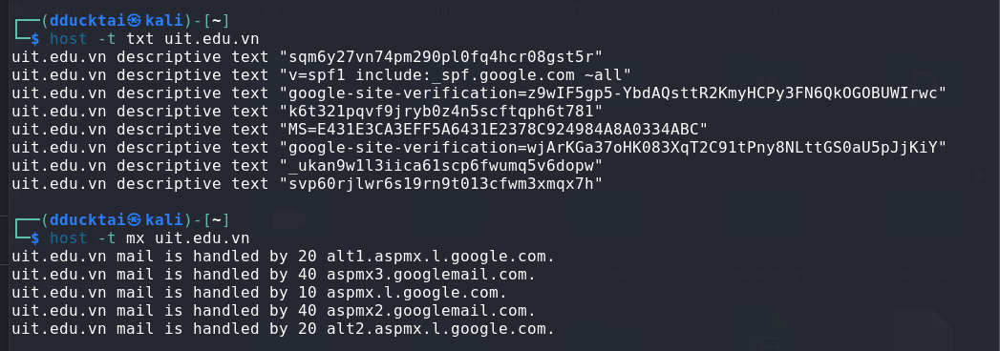 ┌──(dducktai㉿kali)-[~]
└─$ host -t txt uit.edu.vn
uit.edu.vn descriptive text "sqm6y27vn74pm290pl0fq4hcr08gst5r"
uit.edu.vn descriptive text "v=spf1 include:_spf.google.com ~all"
uit.edu.vn descriptive text "google-site-verification=z9wIF5gp5-YbdAQsttR2KmyHCPy3FN6QkOGOBUWIrwc"
uit.edu.vn descriptive text "k6t321pqvf9jryb0z4n5scftqph6t781"
uit.edu.vn descriptive text "MS=E431E3CA3EFF5A6431E2378C924984A8A0334ABC"
uit.edu.vn descriptive text "google-site-verification=wjArKGa37oHK083XqT2C91tPny8NLttGS0aU5pJjKiY"
uit.edu.vn descriptive text "_ukan9w1l3iica61scp6fwumq5v6dopw"
uit.edu.vn descriptive text "svp60rjlwr6s19rn9t013cfwm3xmqx7h"
┌──(dducktai㉿kali)-[~]
└─$ host -t mx uit.edu.vn
uit.edu.vn mail is handled by 20 alt1.aspmx.l.google.com.
uit.edu.vn mail is handled by 40 aspmx3.googlemail.com.
uit.edu.vn mail is handled by 10 aspmx.l.google.com.
uit.edu.vn mail is handled by 40 aspmx2.googlemail.com.
uit.edu.vn mail is handled by 20 alt2.aspmx.l.google.com.